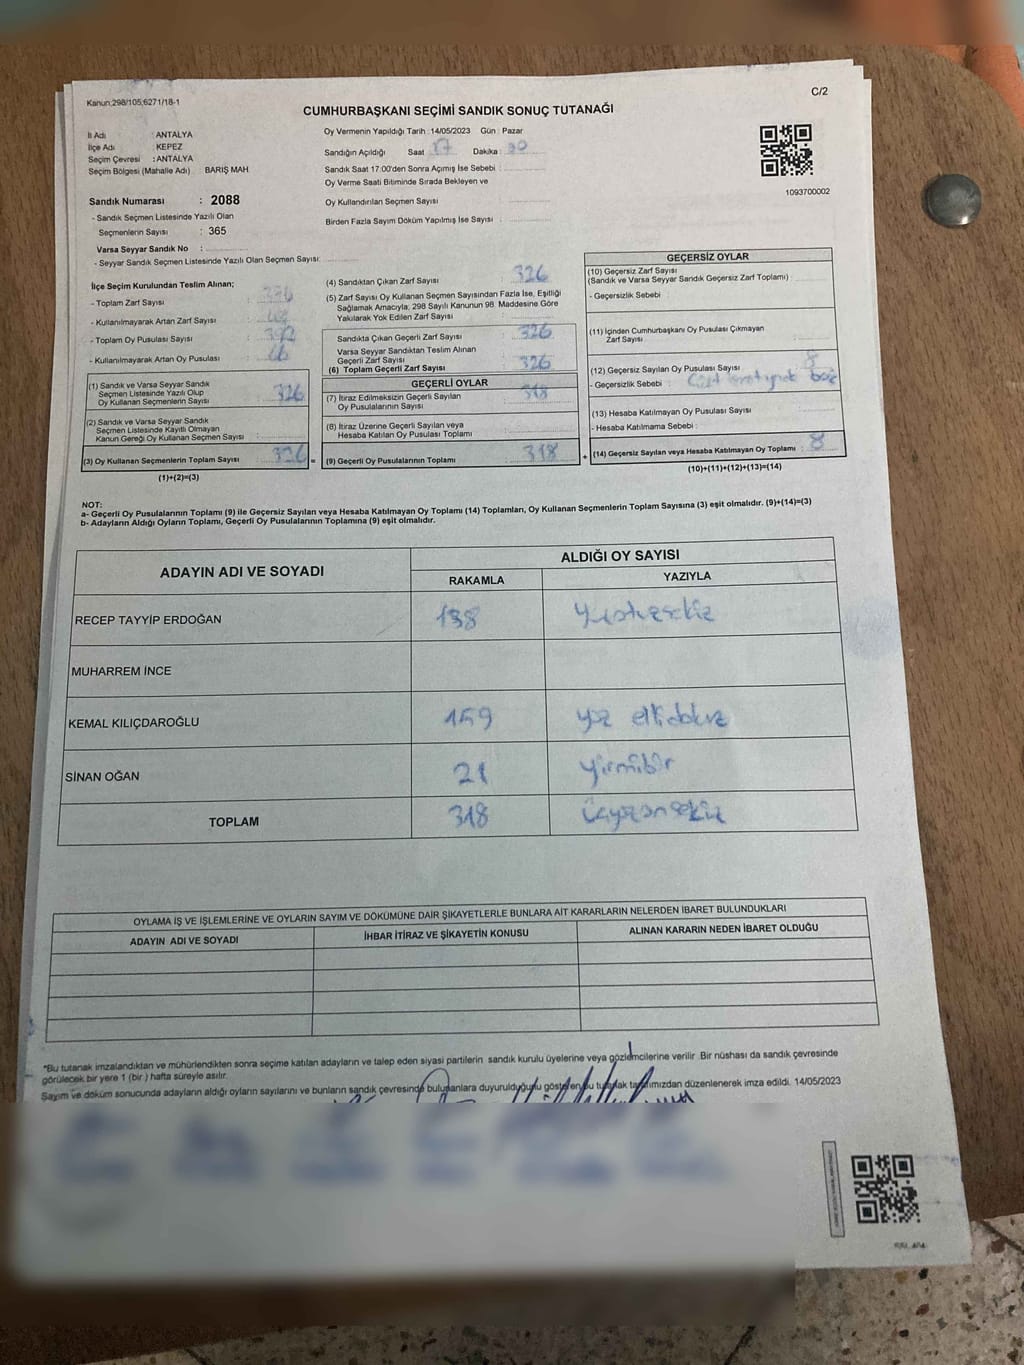 Kanun;298/105;6271/18-1
C/2
CUMHURBAŞKANI SEÇİMİ SANDIK SONUÇ TUTANAĞI
İl Adı : ANTALYA
İlçe Adı : KEPEZ
Seçim Çevresi : ANTALYA
Seçim Bölgesi (Mahalle Adı) : BARIŞ MAH
Sandık Numarası : 2088
- Sandık Seçmen Listesinde Yazılı Olan
Seçmenlerin Sayısı : 365
Varsa Seyyar Sandık No :
- Seyyar Sandık Seçmen Listesinde Yazılı Olan Seçmen Sayısı:
Oy Vermenin Yapıldığı Tarih : 14/05/2023 Gün : Pazar
Sandığın Açıldığı Saat 17 Dakika :
Sandık Saat 17:00'den Sonra Açımış İse Sebebi :
Oy Verme Saati Bitiminde Sırada Bekleyen ve
Oy Kullandırılan Seçmen Sayısı :
Birden Fazla Sayım Döküm Yapılmış İse Sayısı :
1093700002
İlçe Seçim Kurulundan Teslim Alınan;
- Toplam Zarf Sayısı :
- Kullanılmayarak Artan Zarf Sayısı :
- Toplam Oy Pusulası Sayısı :
- Kullanılmayarak Artan Oy Pusulası :
(1) Sandık ve Varsa Seyyar Sandık
Seçmen Listesinde Yazılı Olup
Oy Kullanan Seçmenlerin Sayısı : 326
(2) Sandık ve Varsa Seyyar Sandık
Seçmen Listesinde Kayıtlı Olmayan
Kanun Gereği Oy Kullanan Seçmen Sayısı :
(3) Oy Kullanan Seçmenlerin Toplam Sayısı : 326 =
(1)+(2)=(3)
(4) Sandıktan Çıkan Zarf Sayısı : 326
(5) Zarf Sayısı Oy Kullanan Seçmen Sayısından Fazla İse, Eşitliği
Sağlamak Amacıyla; 298 Sayılı Kanunun 98. Maddesine Göre
Yakılarak Yok Edilen Zarf Sayısı :
Sandıkta Çıkan Geçerli Zarf Sayısı : 326
Varsa Seyyar Sandıktan Teslim Alınan
Geçerli Zarf Sayısı :
(6) Toplam Geçerli Zarf Sayısı : 326
GEÇERLİ OYLAR
(7) İtiraz Edilmeksizin Geçerli Sayılan
Oy Pusulalarının Sayısı : 318
(8) İtiraz Üzerine Geçerli Sayılan veya
Hesaba Katılan Oy Pusulası Toplamı :
(9) Geçerli Oy Pusulalarının Toplamı : 318 +
GEÇERSİZ OYLAR
(10) Geçersiz Zarf Sayısı
(Sandık ve Varsa Seyyar Sandık Geçersiz Zarf Toplamı) :
- Geçersizlik Sebebi :
(11) İçinden Cumhurbaşkanı Oy Pusulası Çıkmayan
Zarf Sayısı :
(12) Geçersiz Sayılan Oy Pusulası Sayısı : 8
- Geçersizlik Sebebi :
(13) Hesaba Katılmayan Oy Pusulası Sayısı :
- Hesaba Katılmama Sebebi :
(14) Geçersiz Sayılan veya Hesaba Katılmayan Oy Toplamı : 8
(10)+(11)+(12)+(13)=(14)
NOT:
a- Geçerli Oy Pusulalarının Toplamı (9) ile Geçersiz Sayılan veya Hesaba Katılmayan Oy Toplamı (14) Toplamları, Oy Kullanan Seçmenlerin Toplam Sayısına (3) eşit olmalıdır. (9)+(14)=(3)
b- Adayların Aldığı Oyların Toplamı, Geçerli Oy Pusulalarının Toplamına (9) eşit olmalıdır.
ADAYIN ADI VE SOYADI
ALDIĞI OY SAYISI
RAKAMLA YAZIYLA
RECEP TAYYİP ERDOĞAN 138
MUHARREM İNCE
KEMAL KILIÇDAROĞLU 159 yüz ellidokuz
SİNAN OĞAN 21 yirmibir
TOPLAM 318 üçyüzonsekiz
OYLAMA İŞ VE İŞLEMLERİNE VE OYLARIN SAYIM VE DÖKÜMÜNE DAİR ŞİKAYETLERLE BUNLARA AİT KARARLARIN NELERDEN İBARET BULUNDUKLARI
ADAYIN ADI VE SOYADI İHBAR İTİRAZ VE ŞİKAYETİN KONUSU ALINAN KARARIN NEDEN İBARET OLDUĞU
*Bu tutanak imzalandıktan ve mühürlendikten sonra seçime katılan adayların ve talep eden siyasi partilerin sandık kurulu üyelerine veya gözlemcilerine verilir. Bir nüshası da sandık çevresinde
görülecek bir yere 1 (bir ) hafta süreyle asılır.
Sayım ve döküm sonucunda adayların aldığı oyların sayılarını ve bunların sandık çevresinde bulunanlara duyurulduğunu gösteren bu tutanak tarafımızdan düzenlenerek imza edildi. 14/05/2023